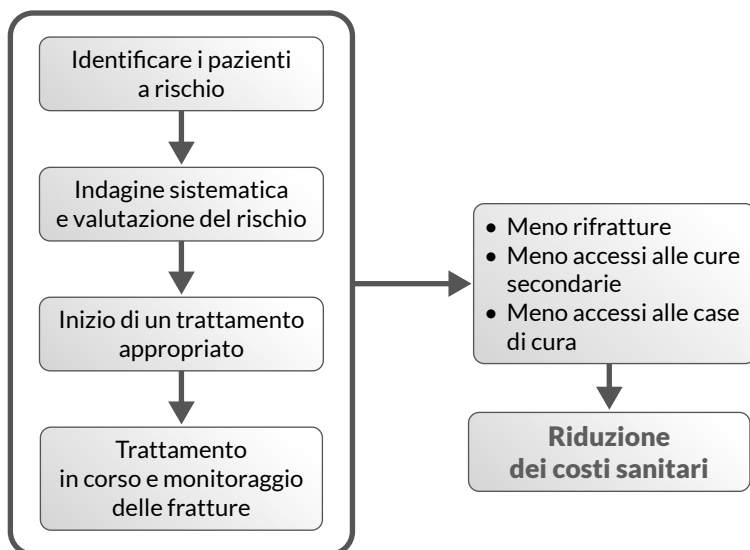 Identificare i pazienti
a rischio
Indagine sistematica
e valutazione del rischio
Inizio di un trattamento
appropriato
Trattamento
in corso e monitoraggio
delle fratture
• Meno rifratture
• Meno accessi alle cure
secondarie
• Meno accessi alle case
di cura
Riduzione
dei costi sanitari